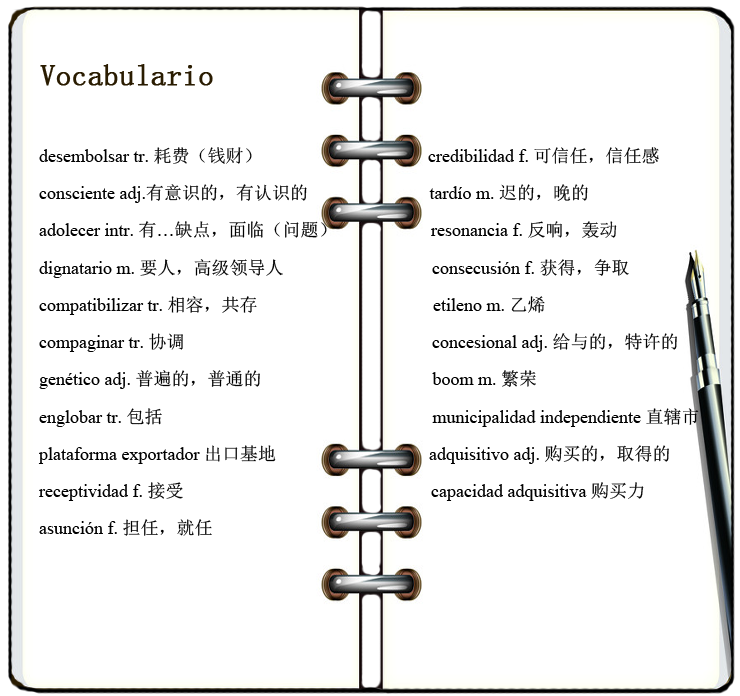 Vocabulario
desembolsar tr. 耗费（钱财）
consciente adj.有意识的，有认识的
adolecer intr. 有…缺点，面临（问题）
dignatario m. 要人，高级领导人
compatibilizar tr. 相容，共存
compaginar tr. 协调
genético adj. 普遍的，普通的
englobar tr. 包括
plataforma exportador 出口基地
receptividad f. 接受
asunción f. 担任，就任
credibilidad f. 可信任，信任感
tardío m. 迟的，晚的
resonancia f. 反响，轰动
consecusión f. 获得，争取
etileno m. 乙烯
concesional adj. 给与的，特许的
boom m. 繁荣
municipalidad independiente 直辖市
adquisitivo adj. 购买的，取得的
capacidad adquisitiva 购买力